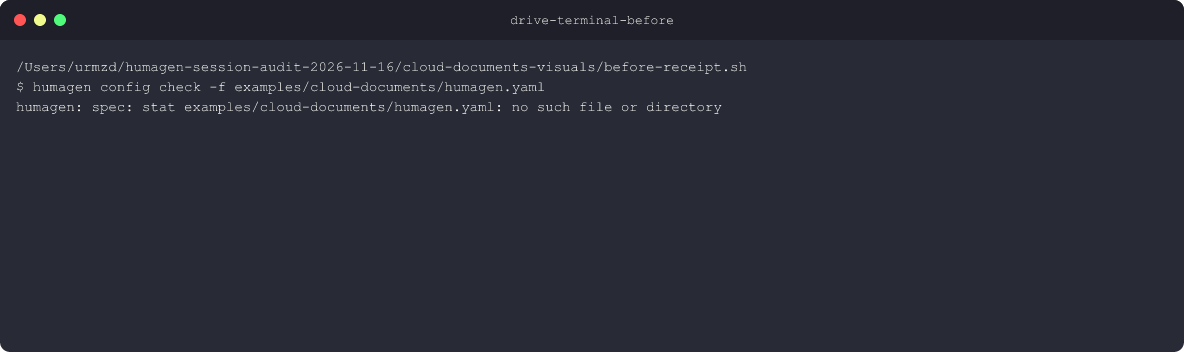 drive-terminal-before
/Users/urmzd/humagen-session-audit-2026-11-16/cloud-documents-visuals/before-receipt.sh
$ humagen config check -f examples/cloud-documents/humagen.yaml
humagen: spec: stat examples/cloud-documents/humagen.yaml: no such file or directory